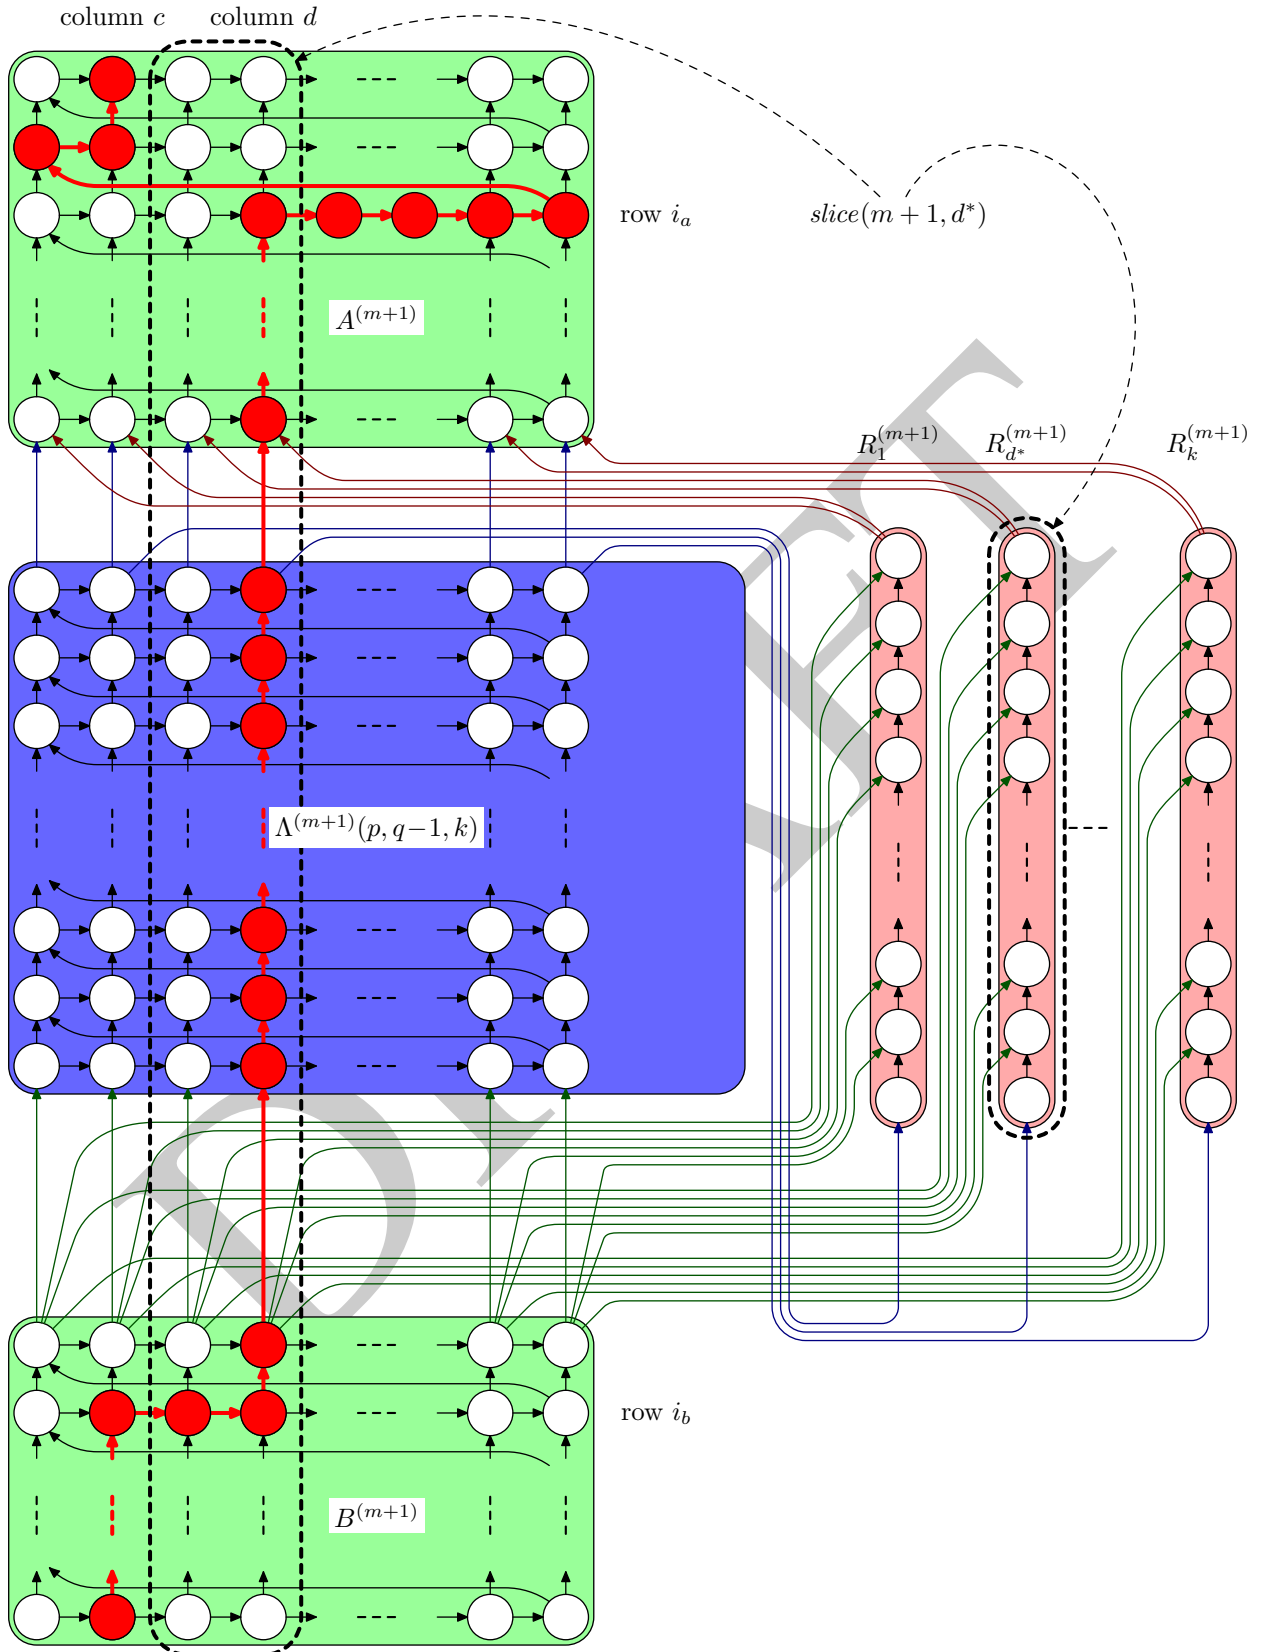 column c column d
row i_a
slice(m + 1, d*)
A^(m+1)
R_1^(m+1) R_{d*}^(m+1) R_k^(m+1)
Λ^(m+1)(p, q−1, k)
row i_b
B^(m+1)
DRAFT